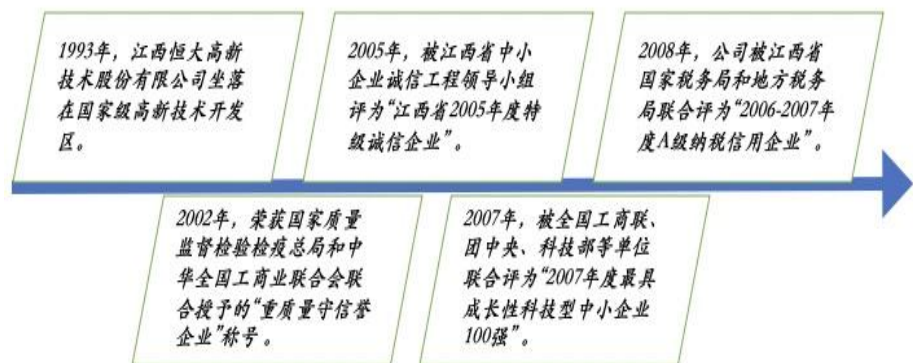 1993年，江西恒大高新
技术股份有限公司坐落
在国家级高新技术开发
区。
2002年，荣获国家质量
监督检验检疫总局和中
华全国工商业联合会联
合授予的“重质量守信誉
企业”称号。
2005年，被江西省中小
企业诚信工程领导小组
评为“江西省2005年度特
级诚信企业”。
2007年，被全国工商联、
团中央、科技部等单位
联合评为“2007年度最具
成长性科技型中小企业
100强”。
2008年，公司被江西省
国家税务局和地方税务
局联合评为“2006-2007年
度A级纳税信用企业”。